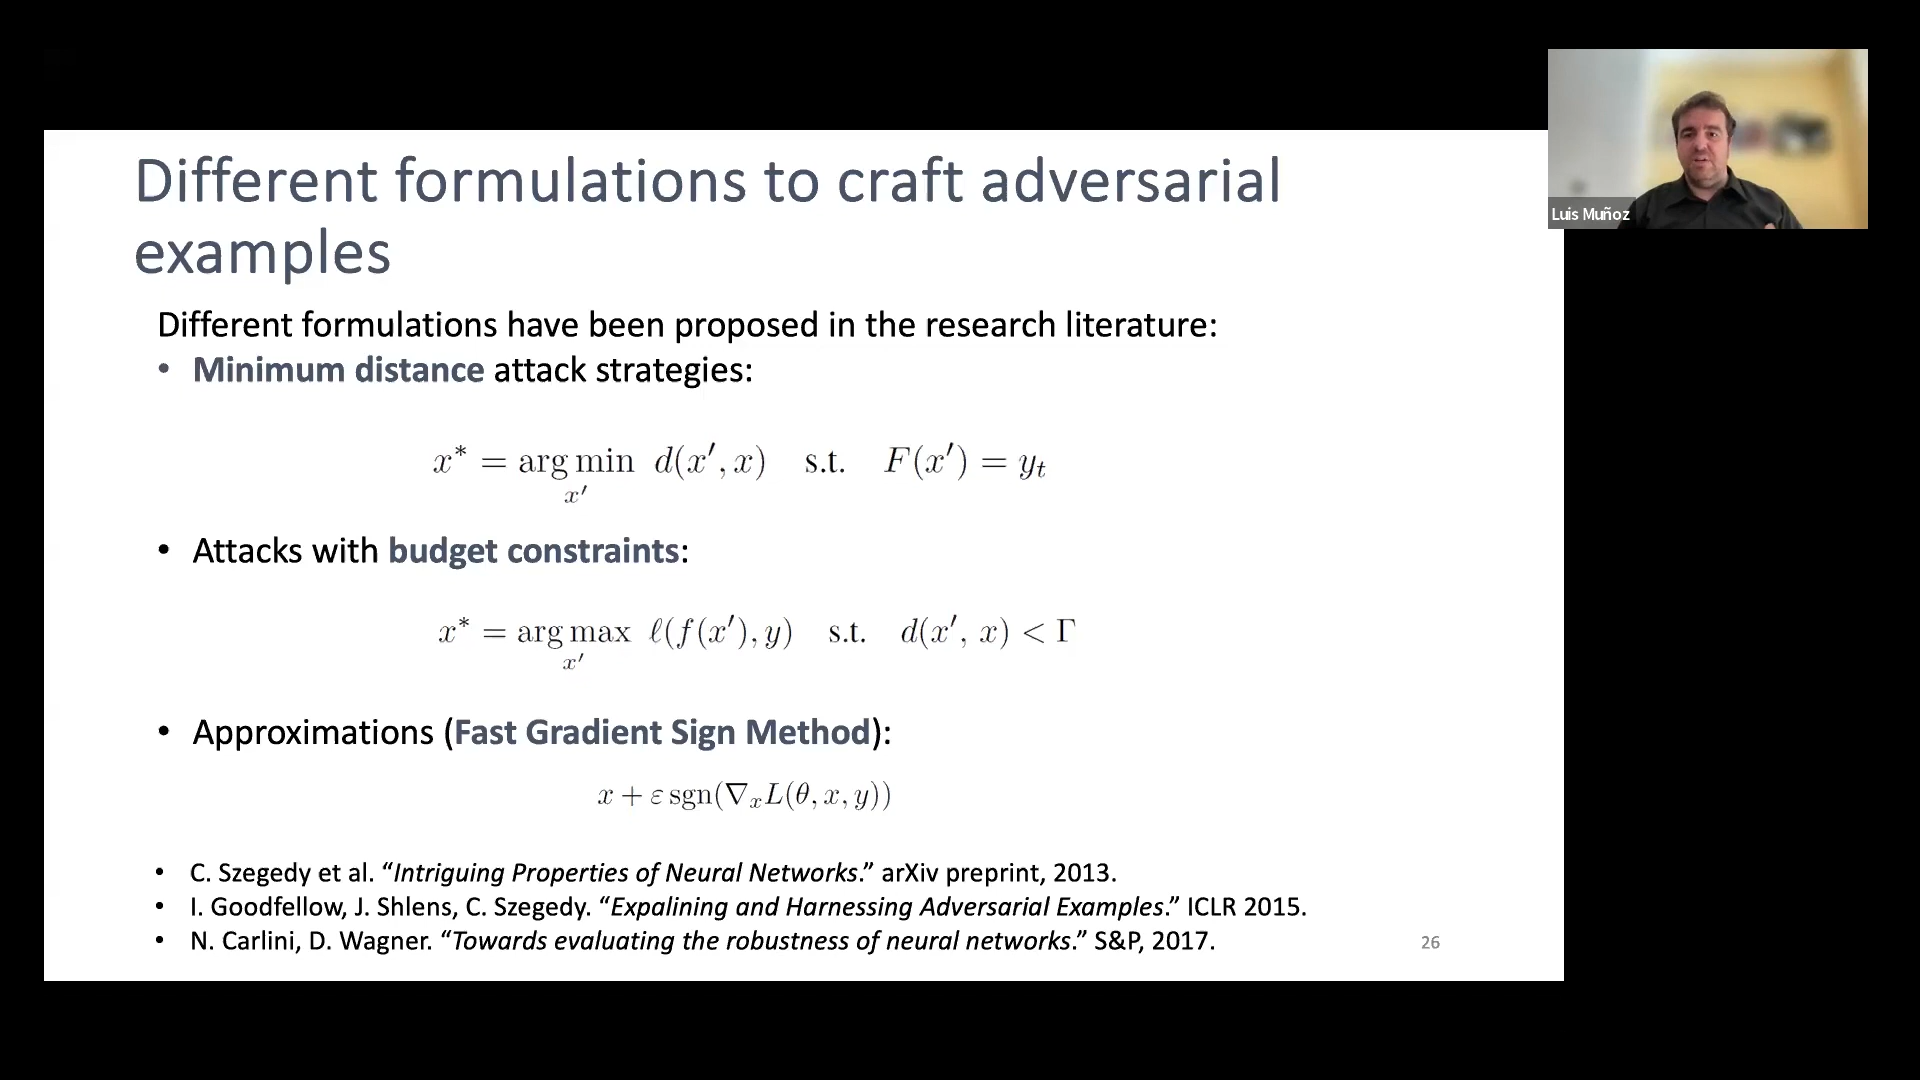 Different formulations to craft adversarial
examples
Different formulations have been proposed in the research literature:
• Minimum distance attack strategies:
x* = arg min d(x′, x) s.t. F(x′) = yₜ
x′
• Attacks with budget constraints:
x* = arg max ℓ(f(x′), y) s.t. d(x′, x) < Γ
x′
• Approximations (Fast Gradient Sign Method):
x + ε sgn(∇ₓL(θ, x, y))
• C. Szegedy et al. “Intriguing Properties of Neural Networks.” arXiv preprint, 2013.
• I. Goodfellow, J. Shlens, C. Szegedy. “Expalining and Harnessing Adversarial Examples.” ICLR 2015.
• N. Carlini, D. Wagner. “Towards evaluating the robustness of neural networks.” S&P, 2017.
26
Luis Muñoz